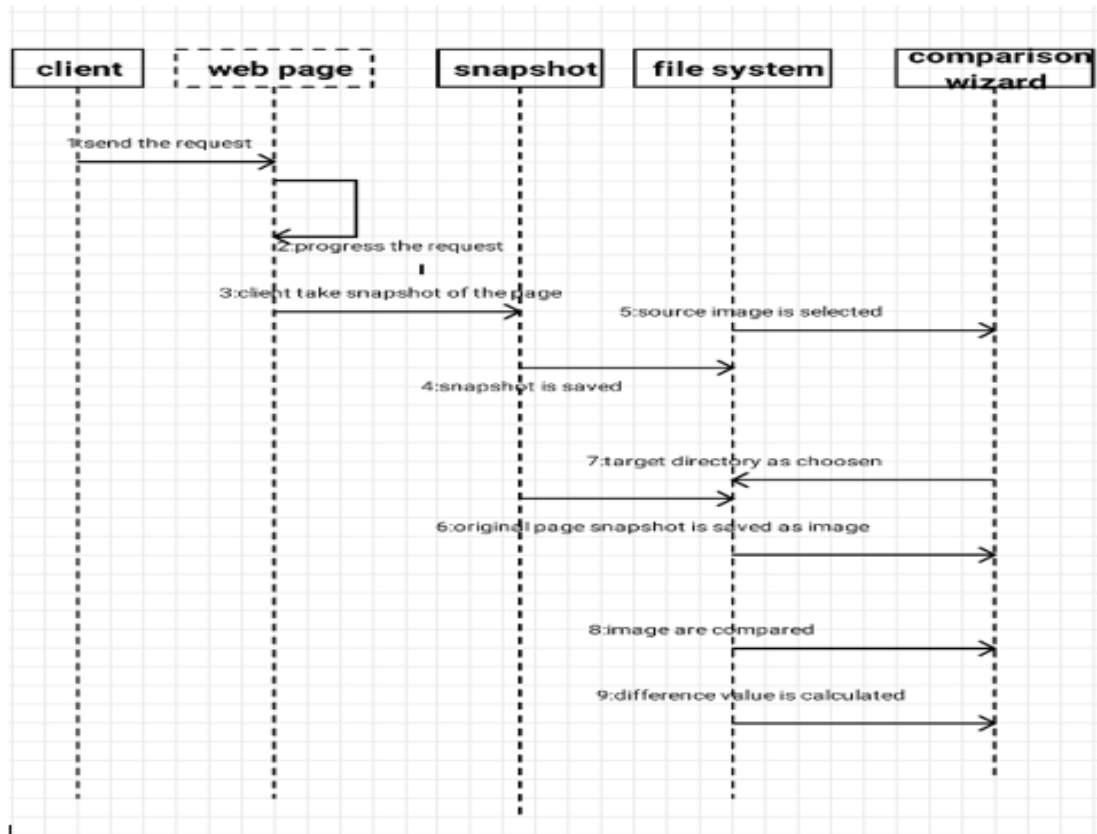 client
web page
snapshot
file system
comparison
wizard
1:send the request
2:progress the request
3:client take snapshot of the page
5:source image is selected
4:snapshot is saved
7:target directory as choosen
6:original page snapshot is saved as image
8:image are compared
9:difference value is calculated